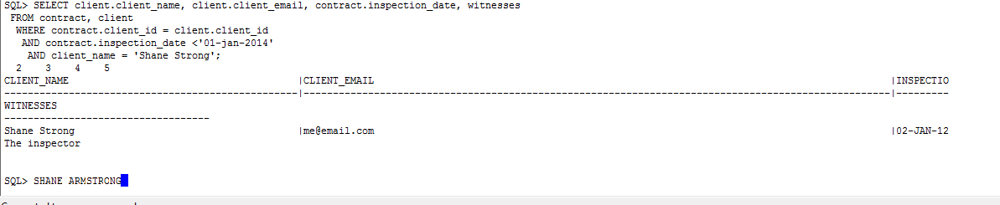 SQL> SELECT client.client_name, client.client_email, contract.inspection_date, witnesses
FROM contract, client
WHERE contract.client_id = client.client_id
AND contract.inspection_date <'01-jan-2014'
AND client_name = 'Shane Strong';
2 3 4 5
CLIENT_NAME |CLIENT_EMAIL |INSPECTIO
--------------------------------------------------|----------------------------------------------------------------------------------------------------|---------
WITNESSES
-----------------------------------
Shane Strong |me@email.com |02-JAN-12
The inspector
SQL> SHANE ARMSTRONG